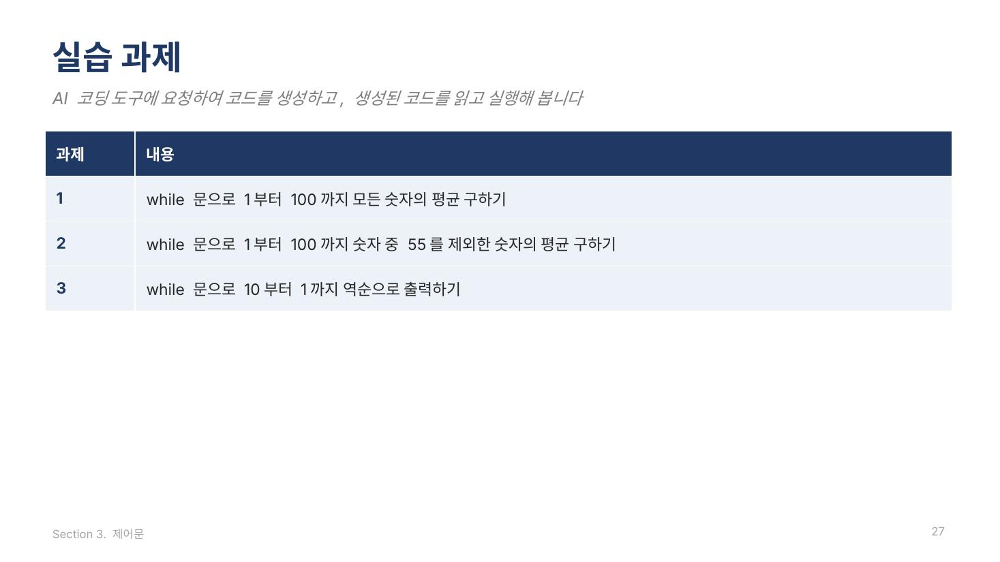 실습 과제
AI 코딩 도구에 요청하여 코드를 생성하고, 생성된 코드를 읽고 실행해 봅니다
과제 내용
1 while 문으로 1부터 100까지 모든 숫자의 평균 구하기
2 while 문으로 1부터 100까지 숫자 중 55를 제외한 숫자의 평균 구하기
3 while 문으로 10부터 1까지 역순으로 출력하기
Section 3. 제어문 27